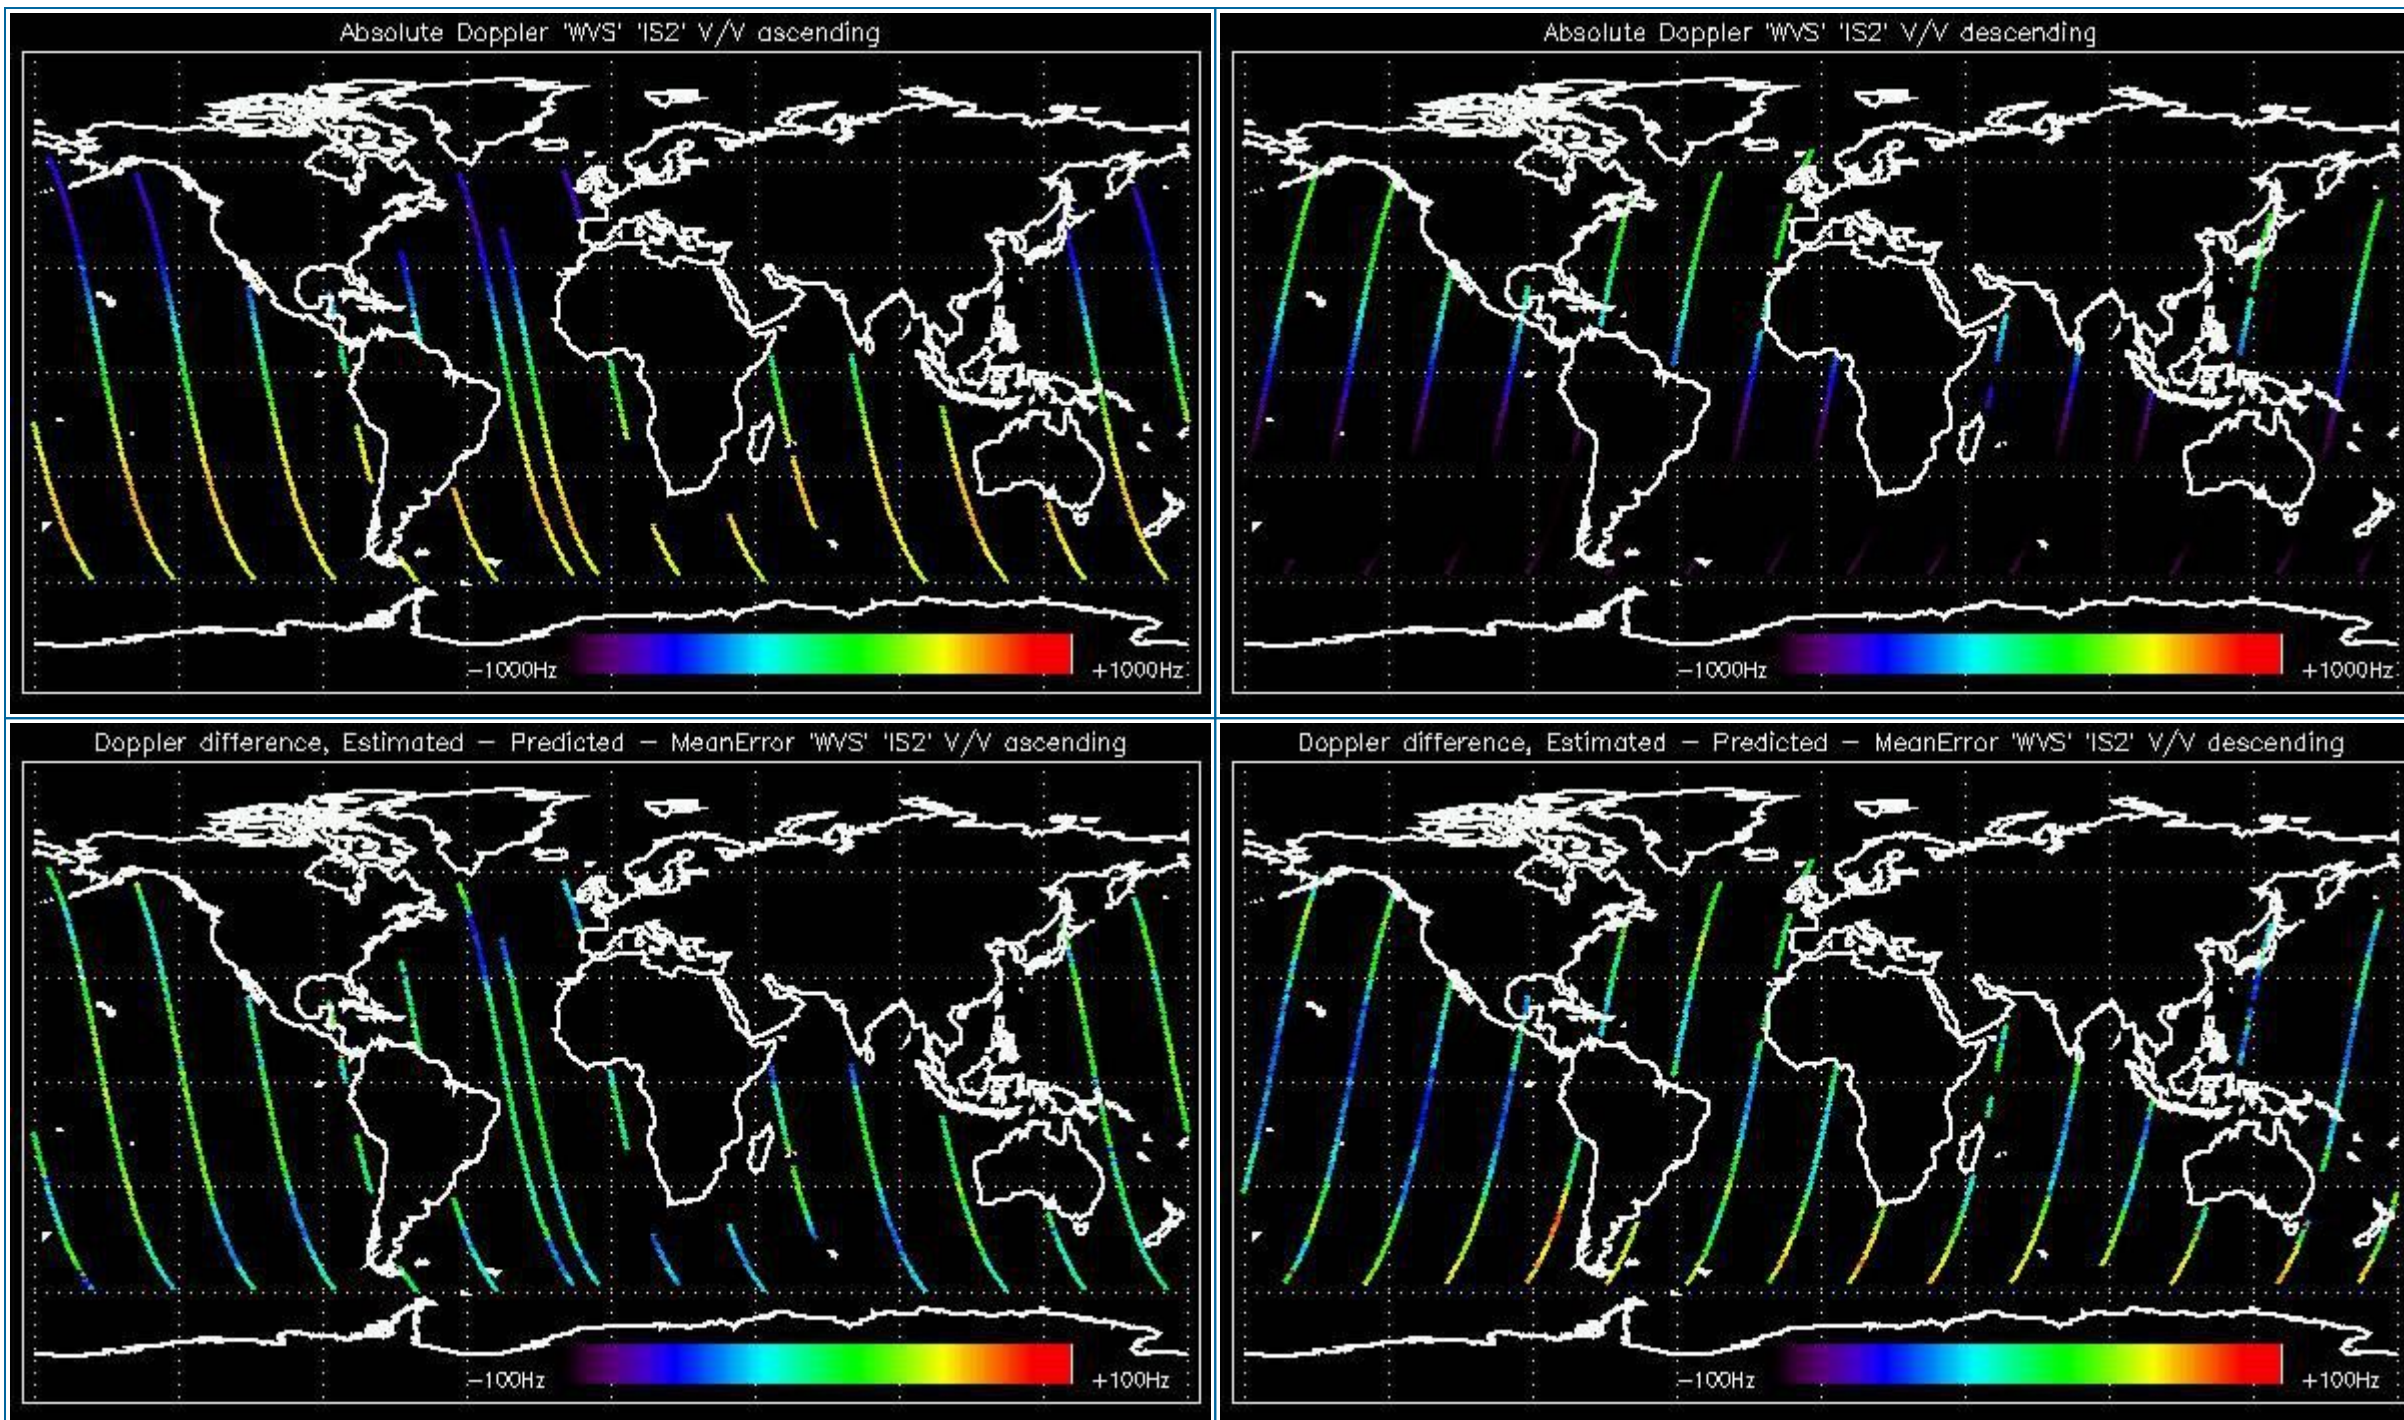 Absolute Doppler 'WVS' 'IS2' V/V ascending
-1000Hz +1000Hz
Absolute Doppler 'WVS' 'IS2' V/V descending
-1000Hz +1000Hz
Doppler difference, Estimated - Predicted - MeanError 'WVS' 'IS2' V/V ascending
-100Hz +100Hz
Doppler difference, Estimated - Predicted - MeanError 'WVS' 'IS2' V/V descending
-100Hz +100Hz